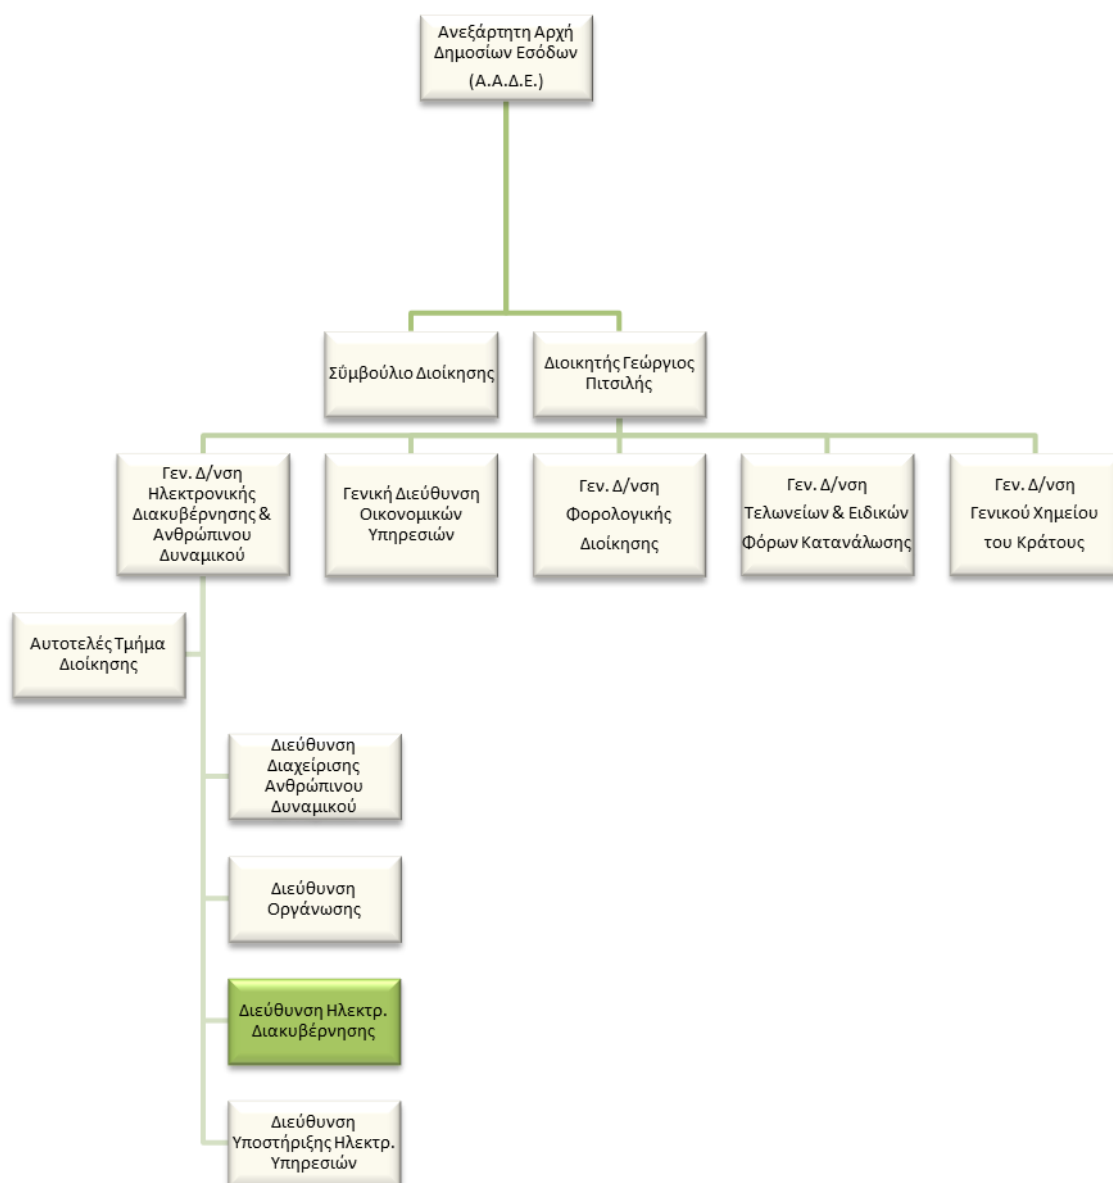 Ανεξάρτητη Αρχή
Δημοσίων Εσόδων
(Α.Α.Δ.Ε.)
Σΰμβούλιο Διοίκησης
Διοικητής Γεώργιος
Πιτσιλής
Γεν. Δ/νση
Ηλεκτρονικής
Διακυβέρνησης &
Ανθρώπινου
Δυναμικού
Γενική Διεύθυνση
Οικονομικών
Υπηρεσιών
Γεν. Δ/νση
Φορολογικής
Διοίκησης
Γεν. Δ/νση
Τελωνείων & Ειδικών
Φόρων Κατανάλωσης
Γεν. Δ/νση
Γενικού Χημείου
του Κράτους
Αυτοτελές Τμήμα
Διοίκησης
Διεύθυνση
Διαχείρισης
Ανθρώπινου
Δυναμικού
Διεύθυνση
Οργάνωσης
Διεύθυνση Ηλεκτρ.
Διακυβέρνησης
Διεύθυνση
Υποστήριξης Ηλεκτρ.
Υπηρεσιών